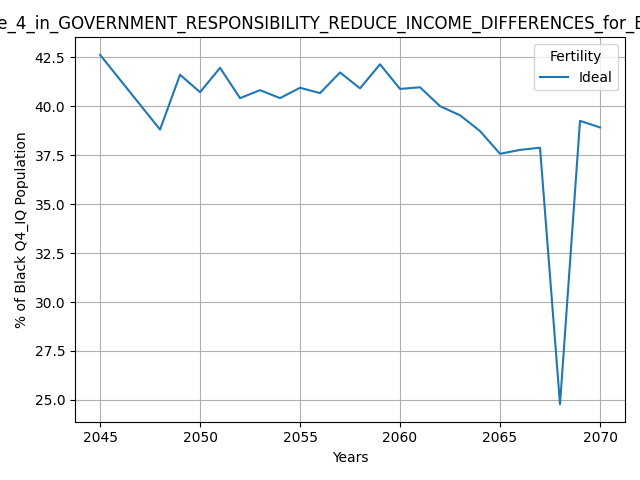 e_4_in_GOVERNMENT_RESPONSIBILITY_REDUCE_INCOME_DIFFERENCES_for_B
Fertility
Ideal
42.5
40.0
37.5
35.0
32.5
30.0
27.5
25.0
% of Black Q4_IQ Population
2045 2050 2055 2060 2065 2070
Years